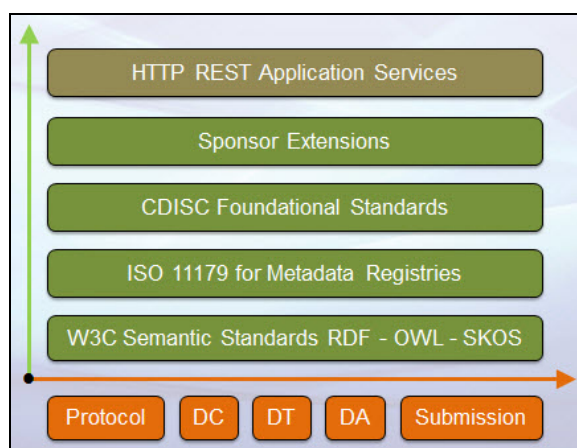 HTTP REST Application Services
Sponsor Extensions
CDISC Foundational Standards
ISO 11179 for Metadata Registries
W3C Semantic Standards RDF - OWL - SKOS
Protocol DC DT DA Submission